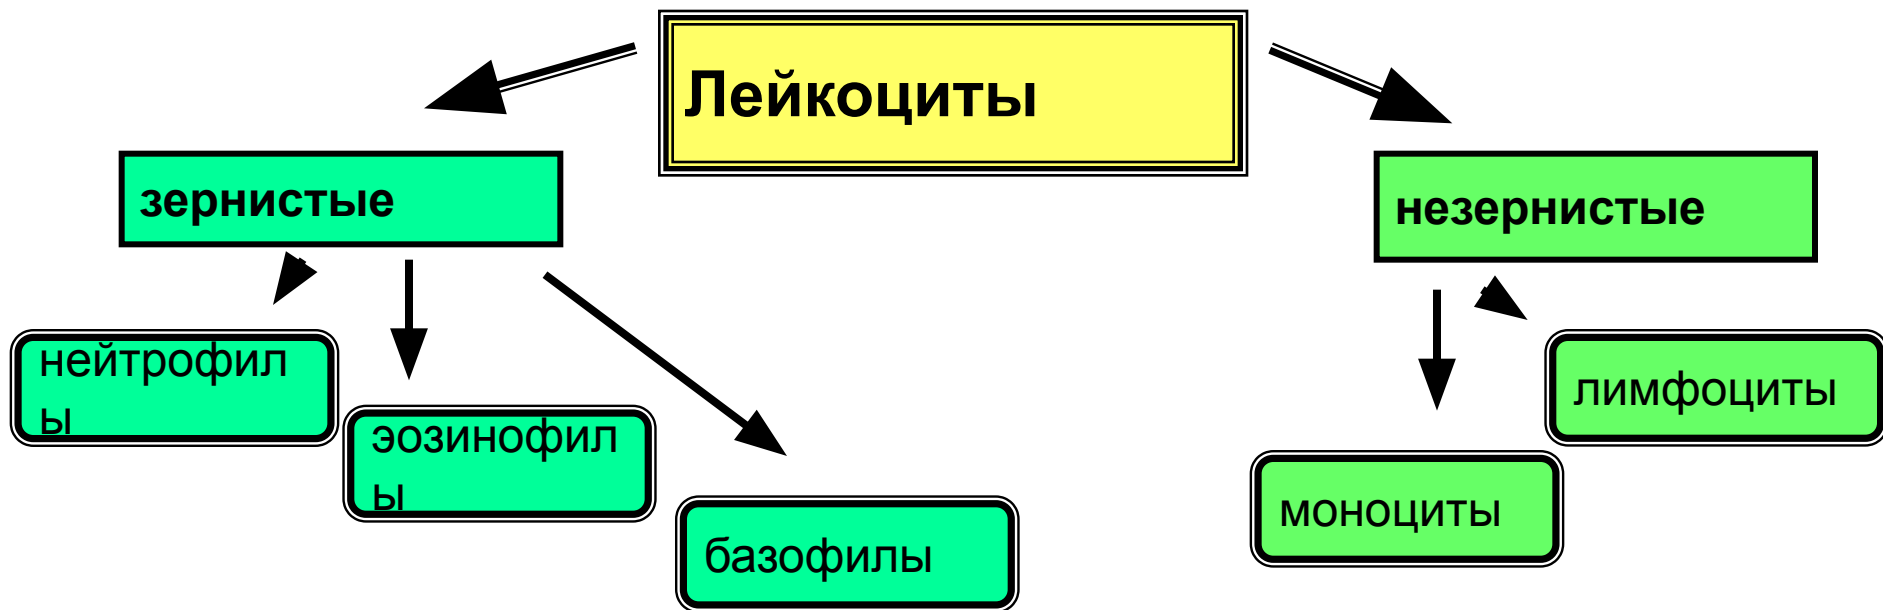 Лейкоциты
зернистые
незернистые
нейтрофил
ы
эозинофил
ы
базофилы
моноциты
лимфоциты